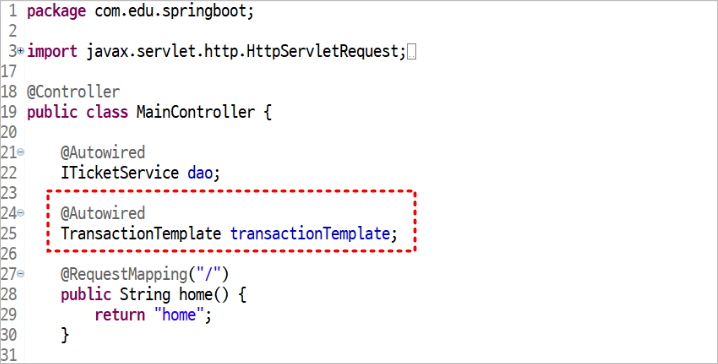 1 package com.edu.springboot;
2
3 import javax.servlet.http.HttpServletRequest;
17
18 @Controller
19 public class MainController {
20
21 @Autowired
22 ITicketService dao;
23
24 @Autowired
25 TransactionTemplate transactionTemplate;
26
27 @RequestMapping("/")
28 public String home() {
29 return "home";
30 }
31